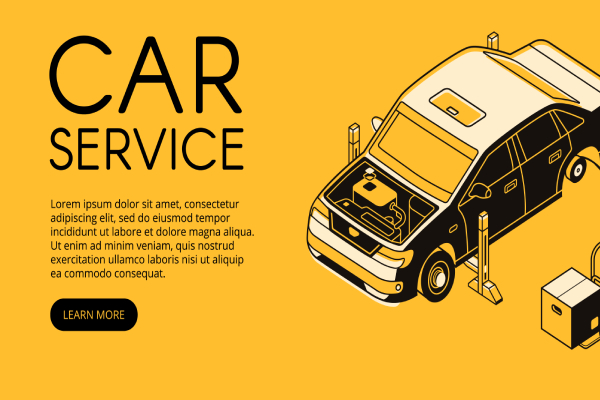 CAR
SERVICE
Lorem ipsum dolor sit amet, consectetur
adipiscing elit, sed do eiusmod tempor
incididunt ut labore et dolore magna aliqua.
Ut enim ad minim veniam, quis nostrud
exercitation ullamco laboris nisi ut aliquip
ea commodo consequat.
LEARN MORE